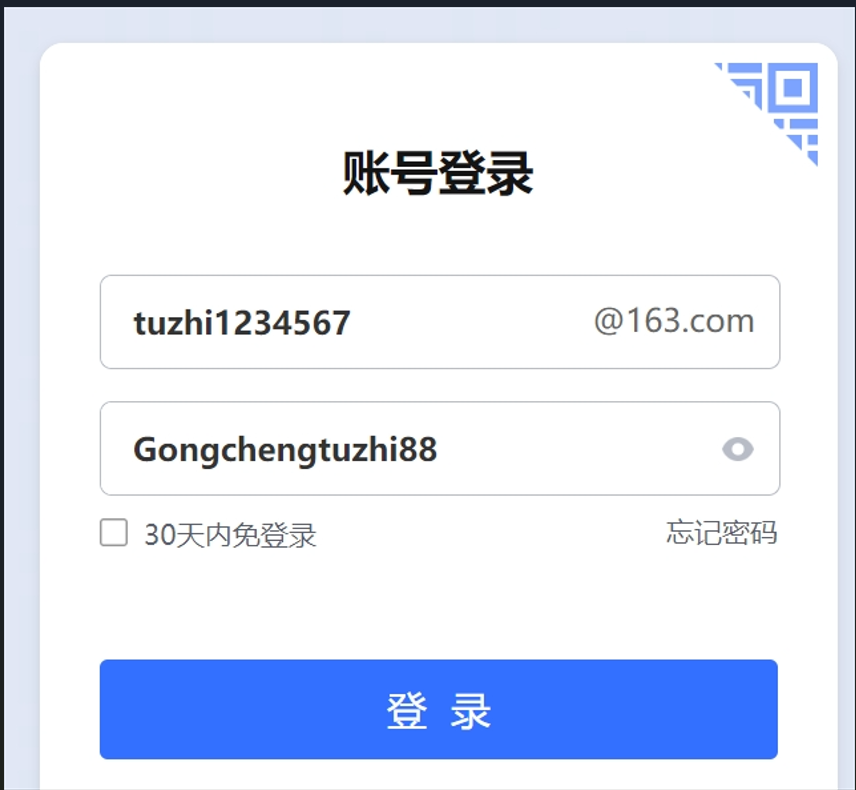 账号登录
tuzhi1234567 @163.com
Gongchengtuzhi88
30天内免登录 忘记密码
登 录